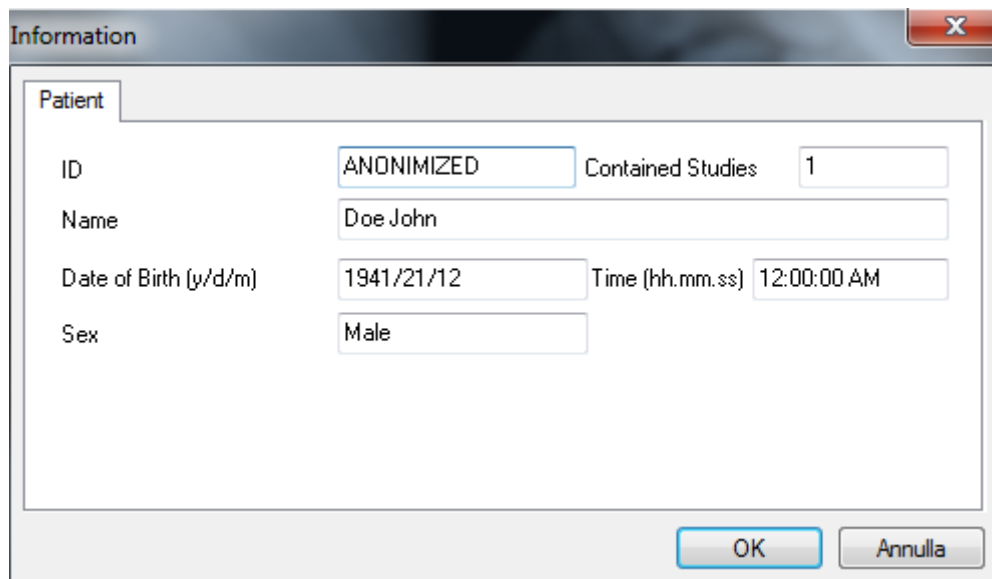 Information
Patient
ID ANONIMIZED Contained Studies 1
Name Doe John
Date of Birth (y/d/m) 1941/21/12 Time (hh.mm.ss) 12:00:00 AM
Sex Male
OK Annulla